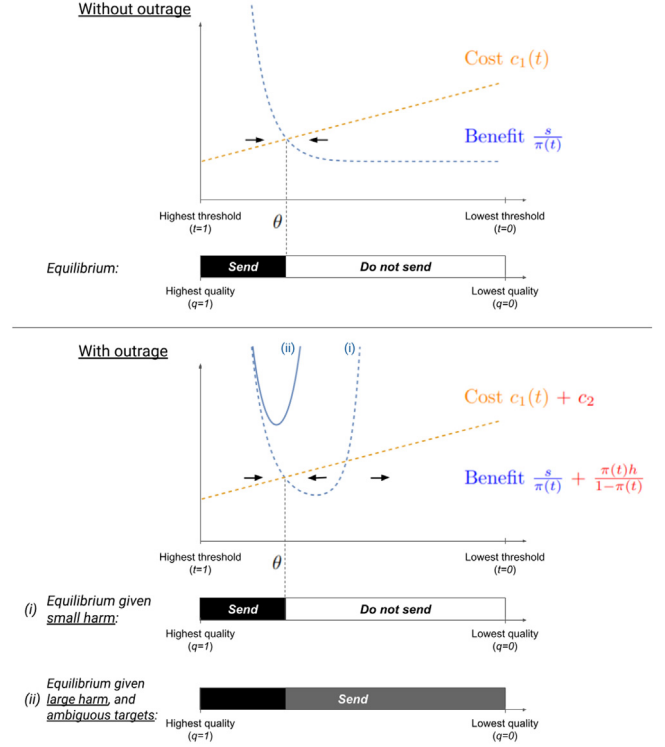 Without outrage
Cost c₁(t)
Benefit s/π(t)
Highest threshold
(t=1)
θ
Lowest threshold
(t=0)
Equilibrium:
Send
Do not send
Highest quality
(q=1)
Lowest quality
(q=0)
With outrage
(ii)
(i)
Cost c₁(t) + c₂
Benefit s/π(t) + π(t)h/1−π(t)
Highest threshold
(t=1)
θ
Lowest threshold
(t=0)
(i)
Equilibrium given
small harm:
Send
Do not send
Highest quality
(q=1)
Lowest quality
(q=0)
(ii)
Equilibrium given
large harm, and
ambiguous targets:
Send
Highest quality
(q=1)
Lowest quality
(q=0)